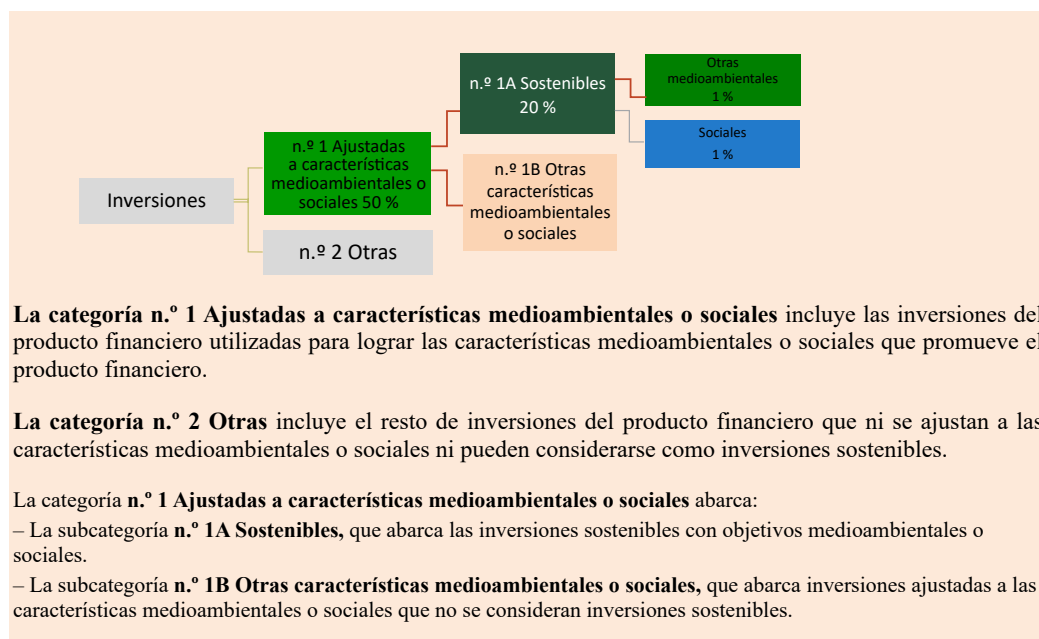 Inversiones
n.º 1 Ajustadas
a características
medioambientales o
sociales 50 %
n.º 2 Otras
n.º 1A Sostenibles
20 %
n.º 1B Otras
características
medioambientales
o sociales
Otras
medioambientales
1 %
Sociales
1 %
La categoría n.º 1 Ajustadas a características medioambientales o sociales incluye las inversiones del
producto financiero utilizadas para lograr las características medioambientales o sociales que promueve el
producto financiero.
La categoría n.º 2 Otras incluye el resto de inversiones del producto financiero que ni se ajustan a las
características medioambientales o sociales ni pueden considerarse como inversiones sostenibles.
La categoría n.º 1 Ajustadas a características medioambientales o sociales abarca:
– La subcategoría n.º 1A Sostenibles, que abarca las inversiones sostenibles con objetivos medioambientales o
sociales.
– La subcategoría n.º 1B Otras características medioambientales o sociales, que abarca inversiones ajustadas a las
características medioambientales o sociales que no se consideran inversiones sostenibles.